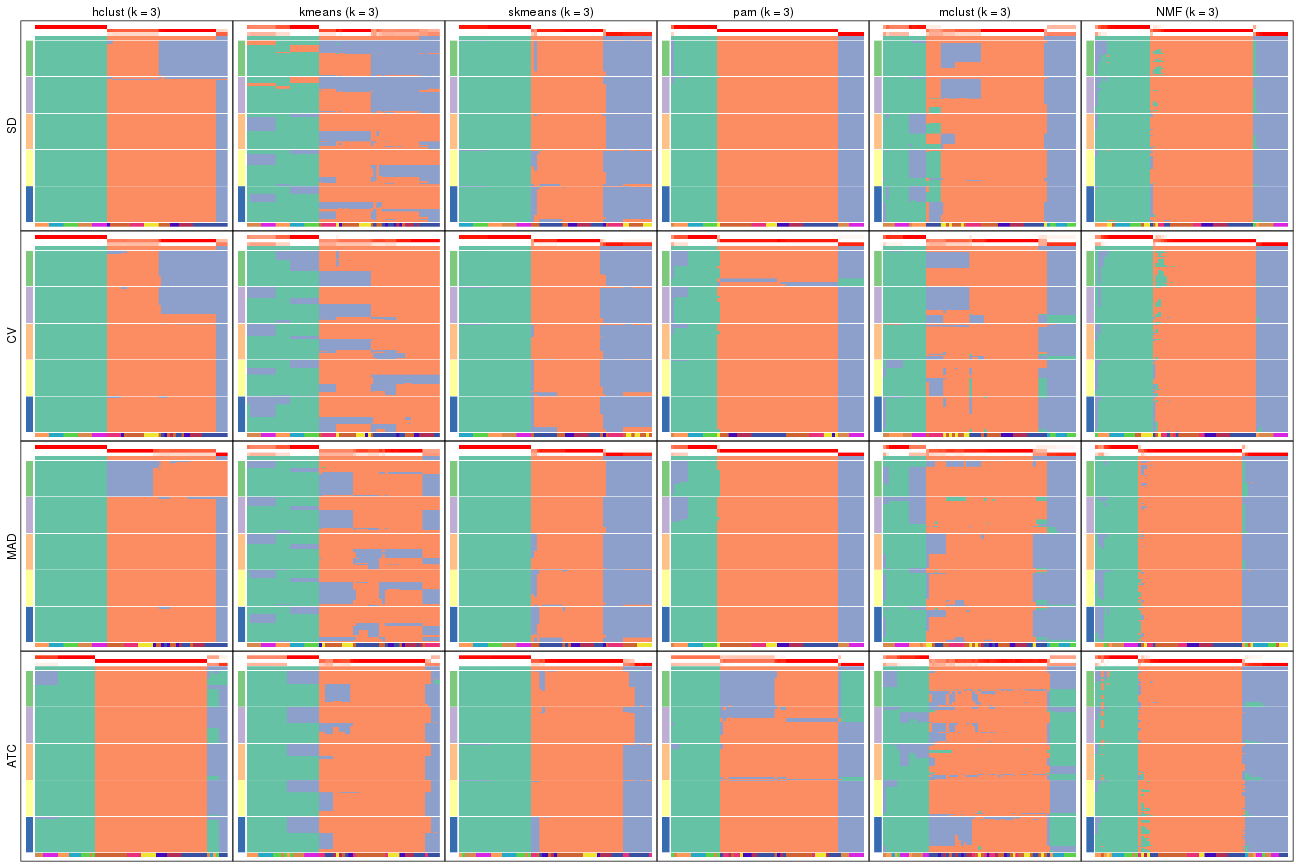 hclust (k = 3)
kmeans (k = 3)
skmeans (k = 3)
pam (k = 3)
mclust (k = 3)
NMF (k = 3)
SD
CV
MAD
ATC